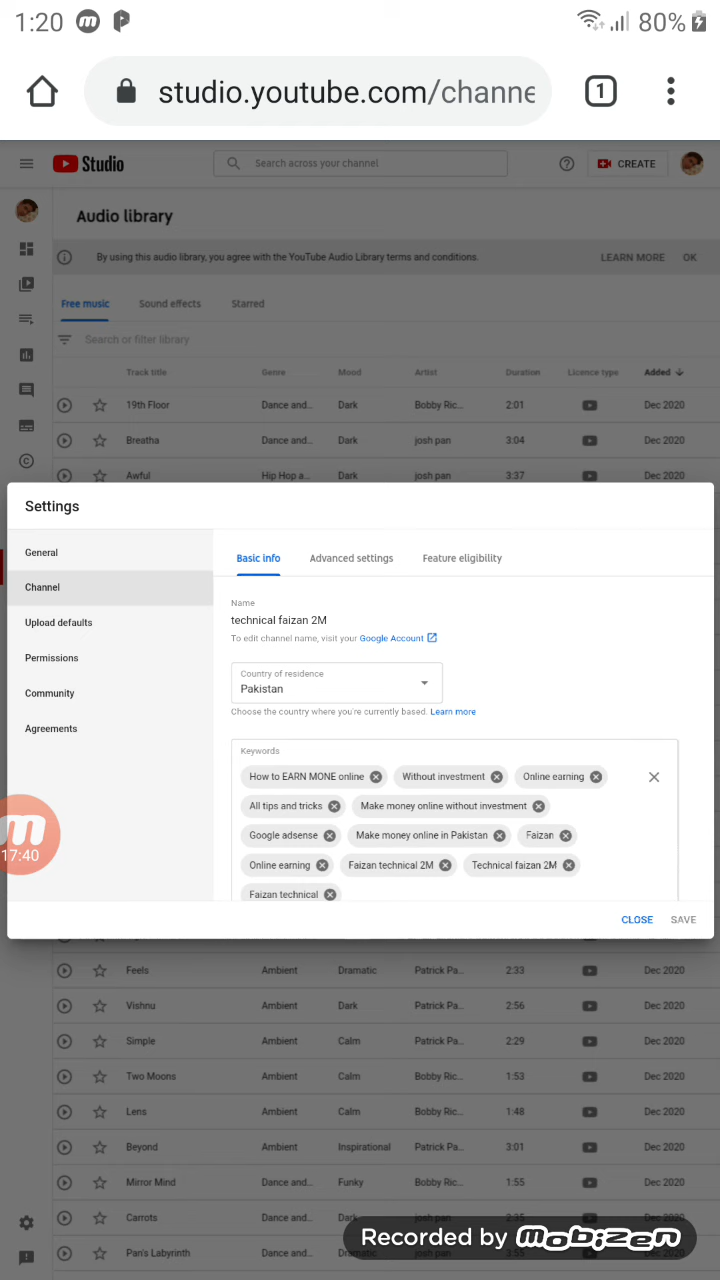 1:20 80%
studio.youtube.com/channe 1
Studio Search across your channel CREATE
Audio library
By using this audio library, you agree with the YouTube Audio Library terms and conditions. LEARN MORE OK
Free music Sound effects Starred
Search or filter library
Track title Genre Mood Artist Duration Licence type Added
19th Floor Dance and... Dark Bobby Ric... 2:01 Dec 2020
Breatha Dark josh pan 3:04 Dec 2020
Awful Hip Hop a... Dark josh pan 3:37 Dec 2020
Settings
General
Channel
Upload defaults
Permissions
Community
Agreements
Basic info Advanced settings Feature eligibility
Name
technical faizan 2M
To edit channel name, visit your Google Account
Country of residence
Pakistan
Choose the country where you're currently based. Learn more
Keywords
How to EARN MONE online Without investment Online earning
All tips and tricks Make money online without investment
Google adsense Make money online in Pakistan Faizan
Online earning Faizan technical 2M Technical faizan 2M
Faizan technical
17:40
CLOSE SAVE
Feels Ambient Dramatic Patrick Pa... 2:33 Dec 2020
Vishnu Ambient Dark Patrick Pa... 2:56 Dec 2020
Simple Ambient Calm Patrick Pa... 2:29 Dec 2020
Two Moons Ambient Calm Bobby Ric... 1:53 Dec 2020
Lens Ambient Calm Bobby Ric... 1:48 Dec 2020
Beyond Ambient Inspirational Patrick Pa... 3:01 Dec 2020
Mirror Mind Dance and... Funky Bobby Ric... 1:55 Dec 2020
Carrots Dance and... Dark josh pan 2:35 Dec 2020
Pan's Labyrinth Dance and... Dramatic josh pan 3:55 Dec 2020
Recorded by mobizen